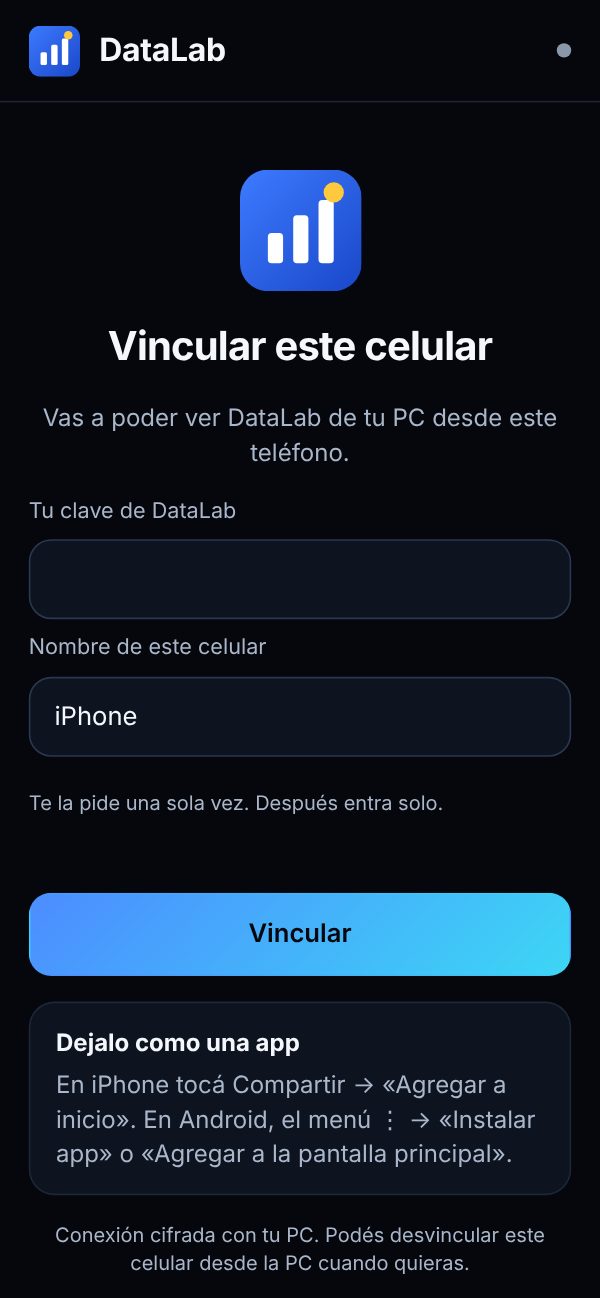 DataLab
Vincular este celular
Vas a poder ver DataLab de tu PC desde este
teléfono.
Tu clave de DataLab
Nombre de este celular
iPhone
Te la pide una sola vez. Después entra solo.
Vincular
Dejalo como una app
En iPhone tocá Compartir → «Agregar a
inicio». En Android, el menú ⋮ → «Instalar
app» o «Agregar a la pantalla principal».
Conexión cifrada con tu PC. Podés desvincular este
celular desde la PC cuando quieras.